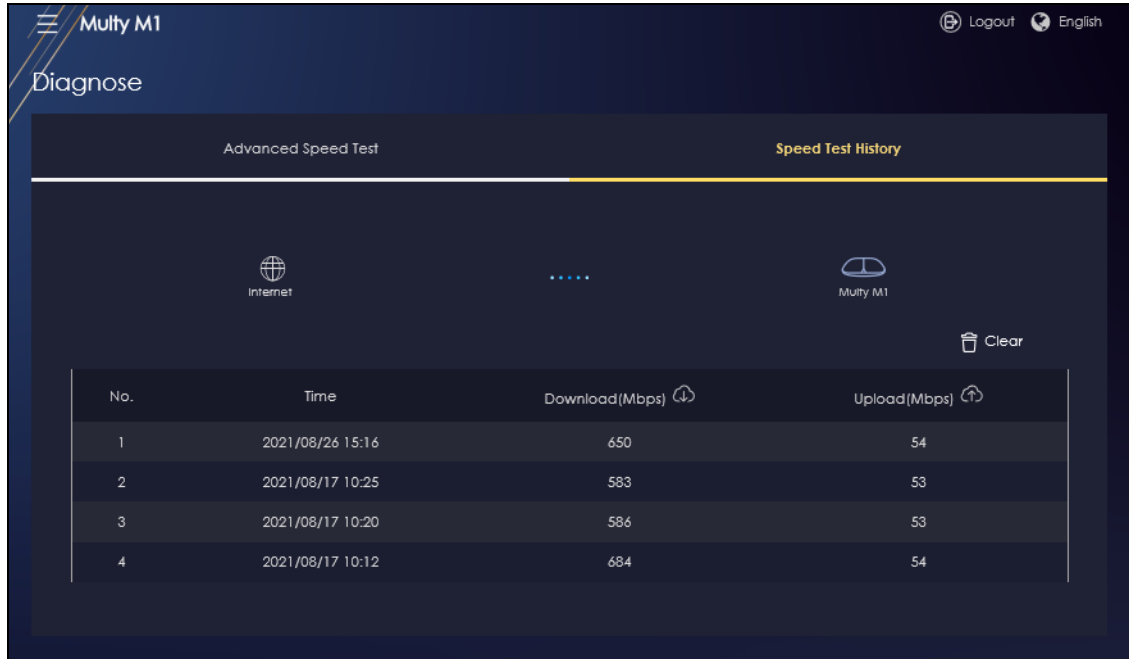 Multy M1 Logout English
Diagnose
Advanced Speed Test Speed Test History
Internet Multy M1
Clear
No. Time Download(Mbps) Upload(Mbps)
1 2021/08/26 15:16 650 54
2 2021/08/17 10:25 583 53
3 2021/08/17 10:20 586 53
4 2021/08/17 10:12 684 54